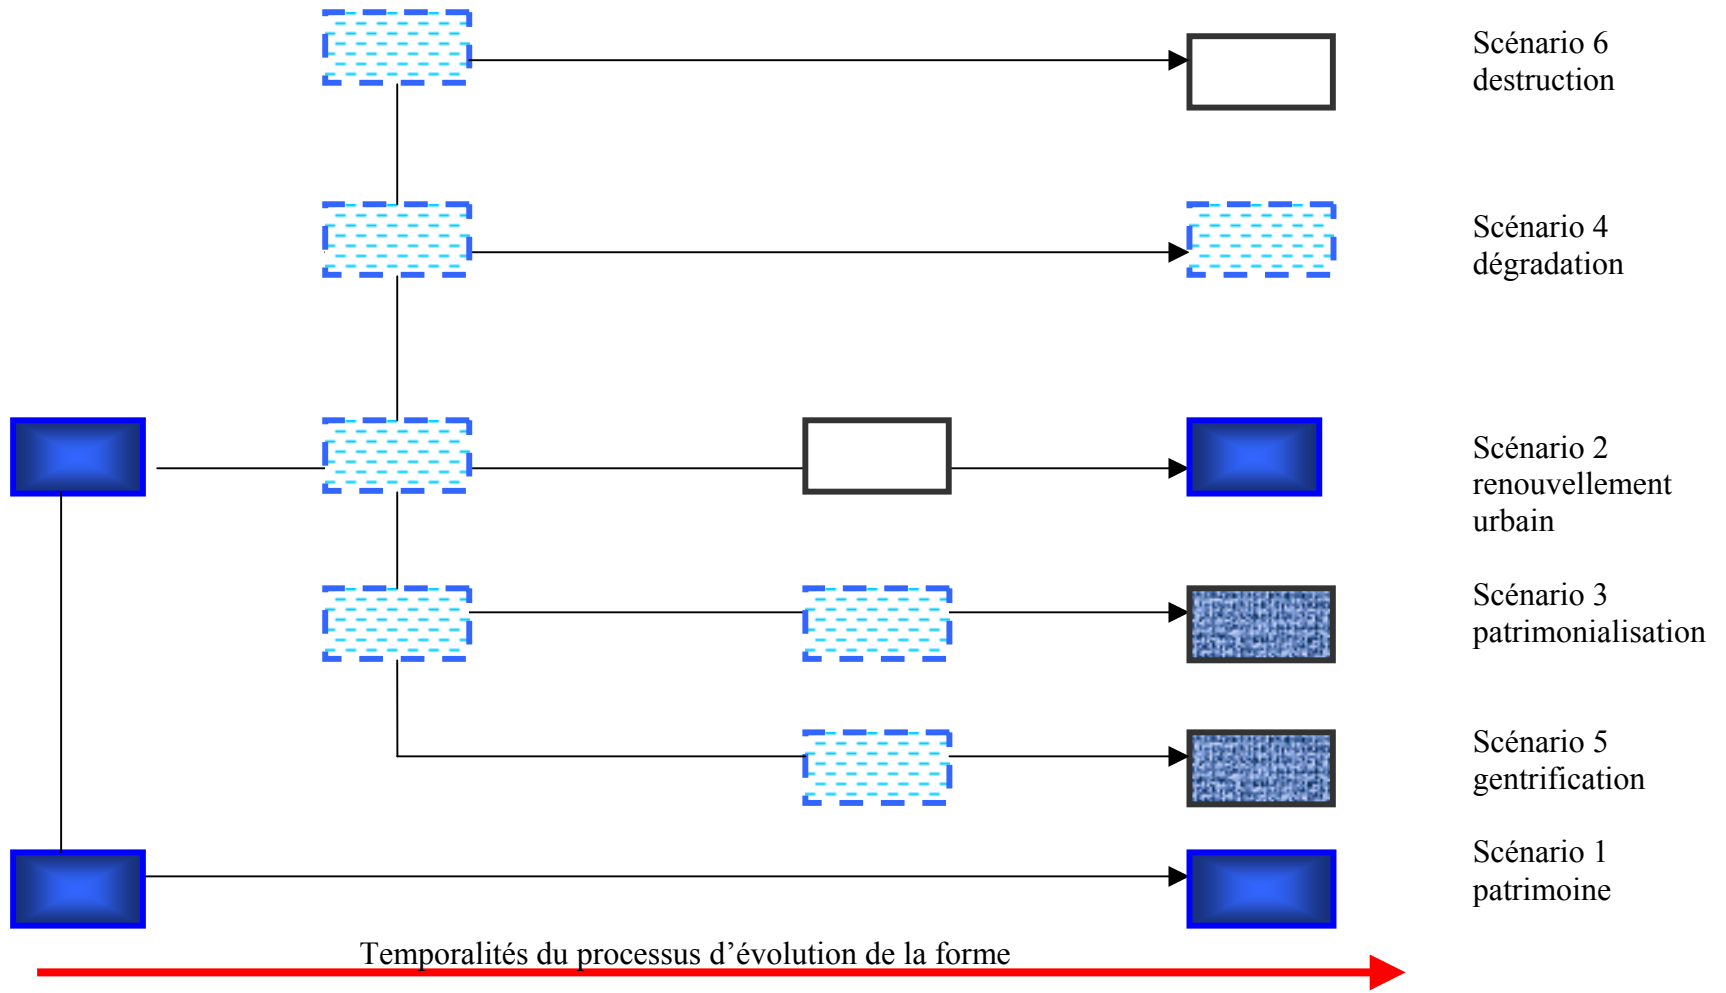 Scénario 6
destruction
Scénario 4
dégradation
Scénario 2
renouvellement
urbain
Scénario 3
patrimonialisation
Scénario 5
gentrification
Scénario 1
patrimoine
Temporalités du processus d’évolution de la forme